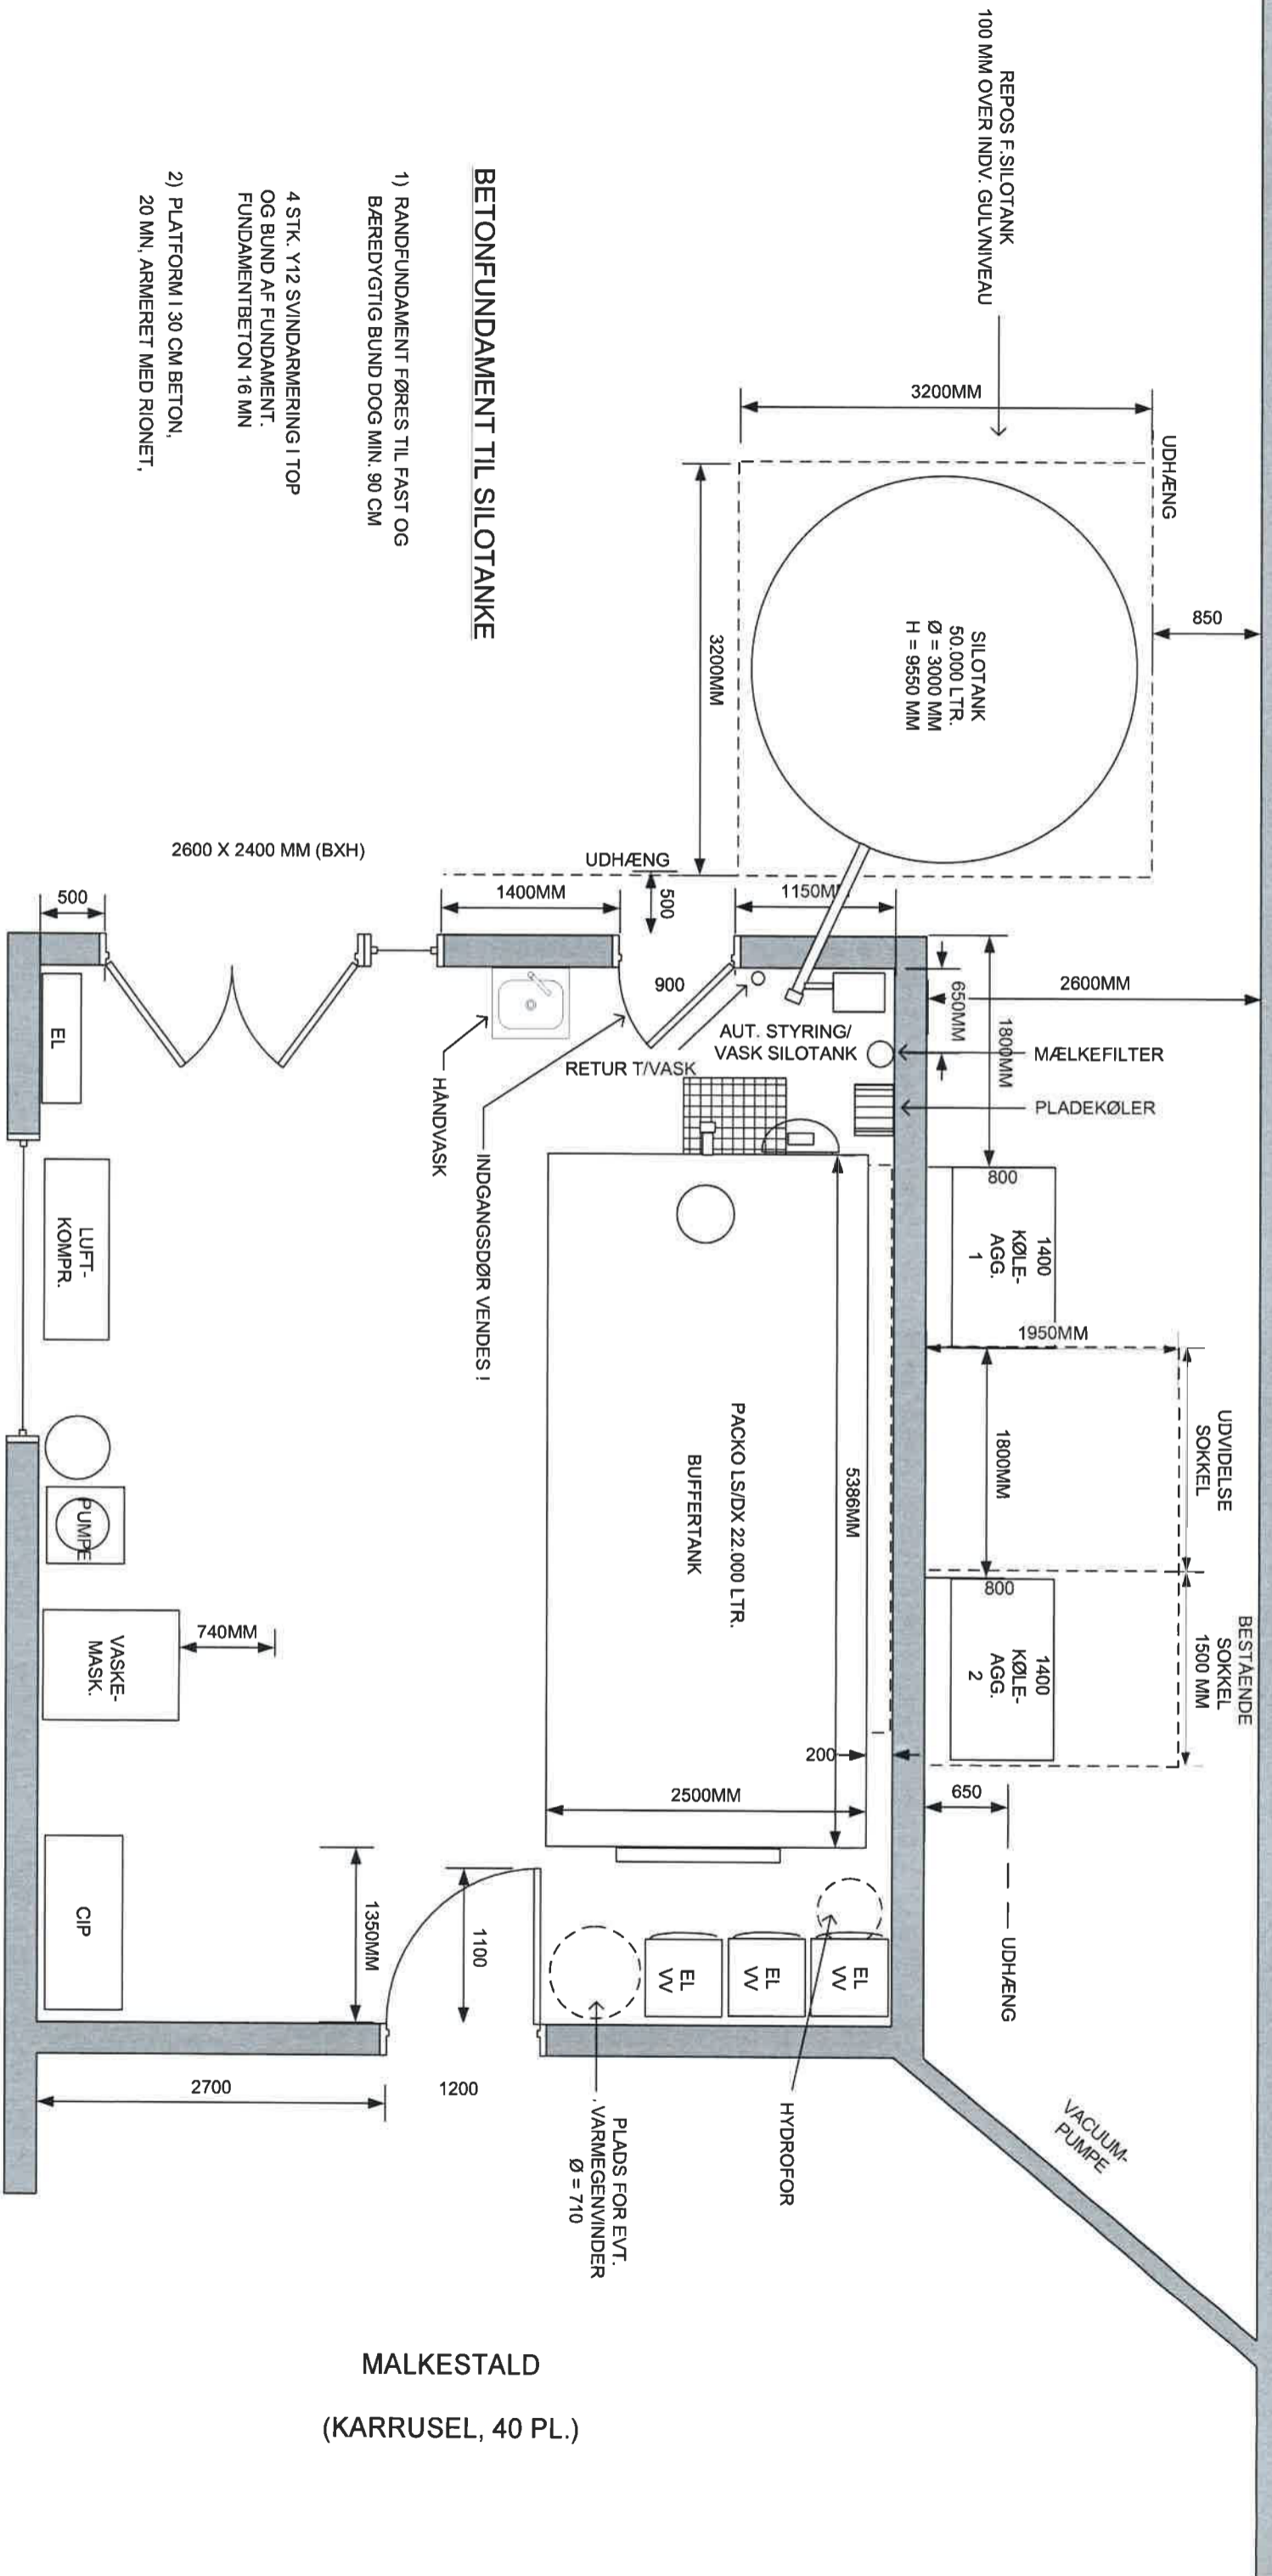 REPOS F.SILOTANK
100 MM OVER INDV. GULVNIVEAU
3200MM
UDHÆNG
850
SILOTANK
50.000 LTR.
Ø = 3000 MM
H = 9550 MM
3200MM
BETONFUNDAMENT TIL SILOTANKE
1) RANDFUNDAMENT FØRES TIL FAST OG
BÆREDYGTIG BUND DOG MIN. 90 CM
4 STK. Y12 SVINDARMERING I TOP
OG BUND AF FUNDAMENT.
FUNDAMENTBETON 16 MN
2) PLATFORM I 30 CM BETON,
20 MN, ARMERET MED RIONET,
2600 X 2400 MM (BXH)
UDHÆNG
500
1400MM
500
1150MM
900
650MM
1800MM
2600MM
EL
HÅNDVASK
INDGANGSDØR VENDES !
RETUR T/VASK
AUT. STYRING/
VASK SILOTANK
MÆLKEFILTER
PLADEKØLER
800
1400
KØLE-
AGG.
1
1950MM
1800MM
UDVIDELSE
SOKKEL
800
1400
KØLE-
AGG.
2
BESTÅENDE
SOKKEL
1500 MM
650
UDHÆNG
LUFT-
KOMPR.
PUMPE
VASKE-
MASK.
740MM
CIP
PACKO LS/DX 22.000 LTR.
BUFFERTANK
5386MM
200
2500MM
1350MM
1100
EL
VV
EL
VV
EL
VV
2700
1200
PLADS FOR EVT.
VARMEGENVINDER
Ø = 710
HYDROFOR
VACUUM-
PUMPE
MALKESTALD
(KARRUSEL, 40 PL.)